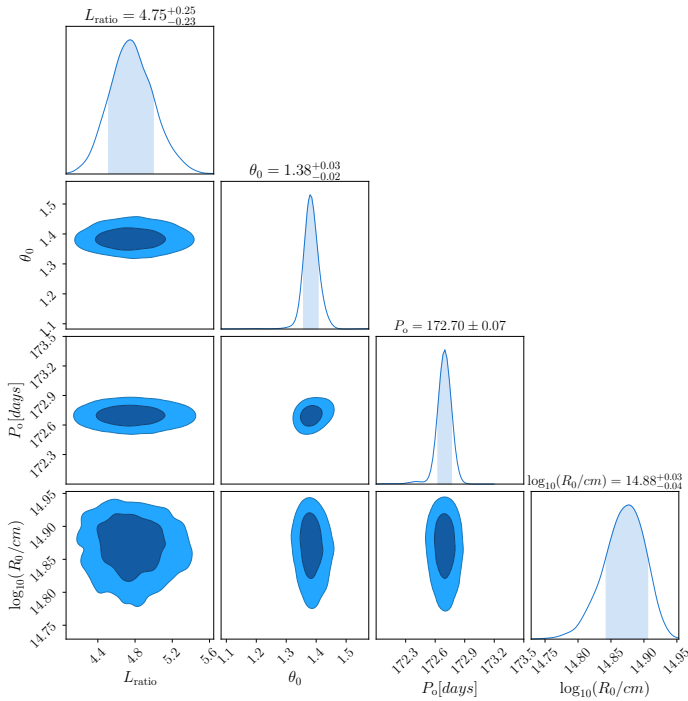 L_ratio = 4.75^{+0.25}_{-0.23}
θ_0 = 1.38^{+0.03}_{-0.02}
1.5
1.4
1.3
1.2
1.1
θ_0
P_o = 172.70 ± 0.07
173.5
173.2
172.9
172.6
172.3
P_o[days]
log_10(R_0/cm) = 14.88^{+0.03}_{-0.04}
14.95
14.90
14.85
14.80
14.75
log_10(R_0/cm)
4.4 4.8 5.2 5.6
L_ratio
1.1 1.2 1.3 1.4 1.5
θ_0
172.3 172.6 172.9 173.2 173.5
P_o[days]
14.75 14.80 14.85 14.90 14.95
log_10(R_0/cm)